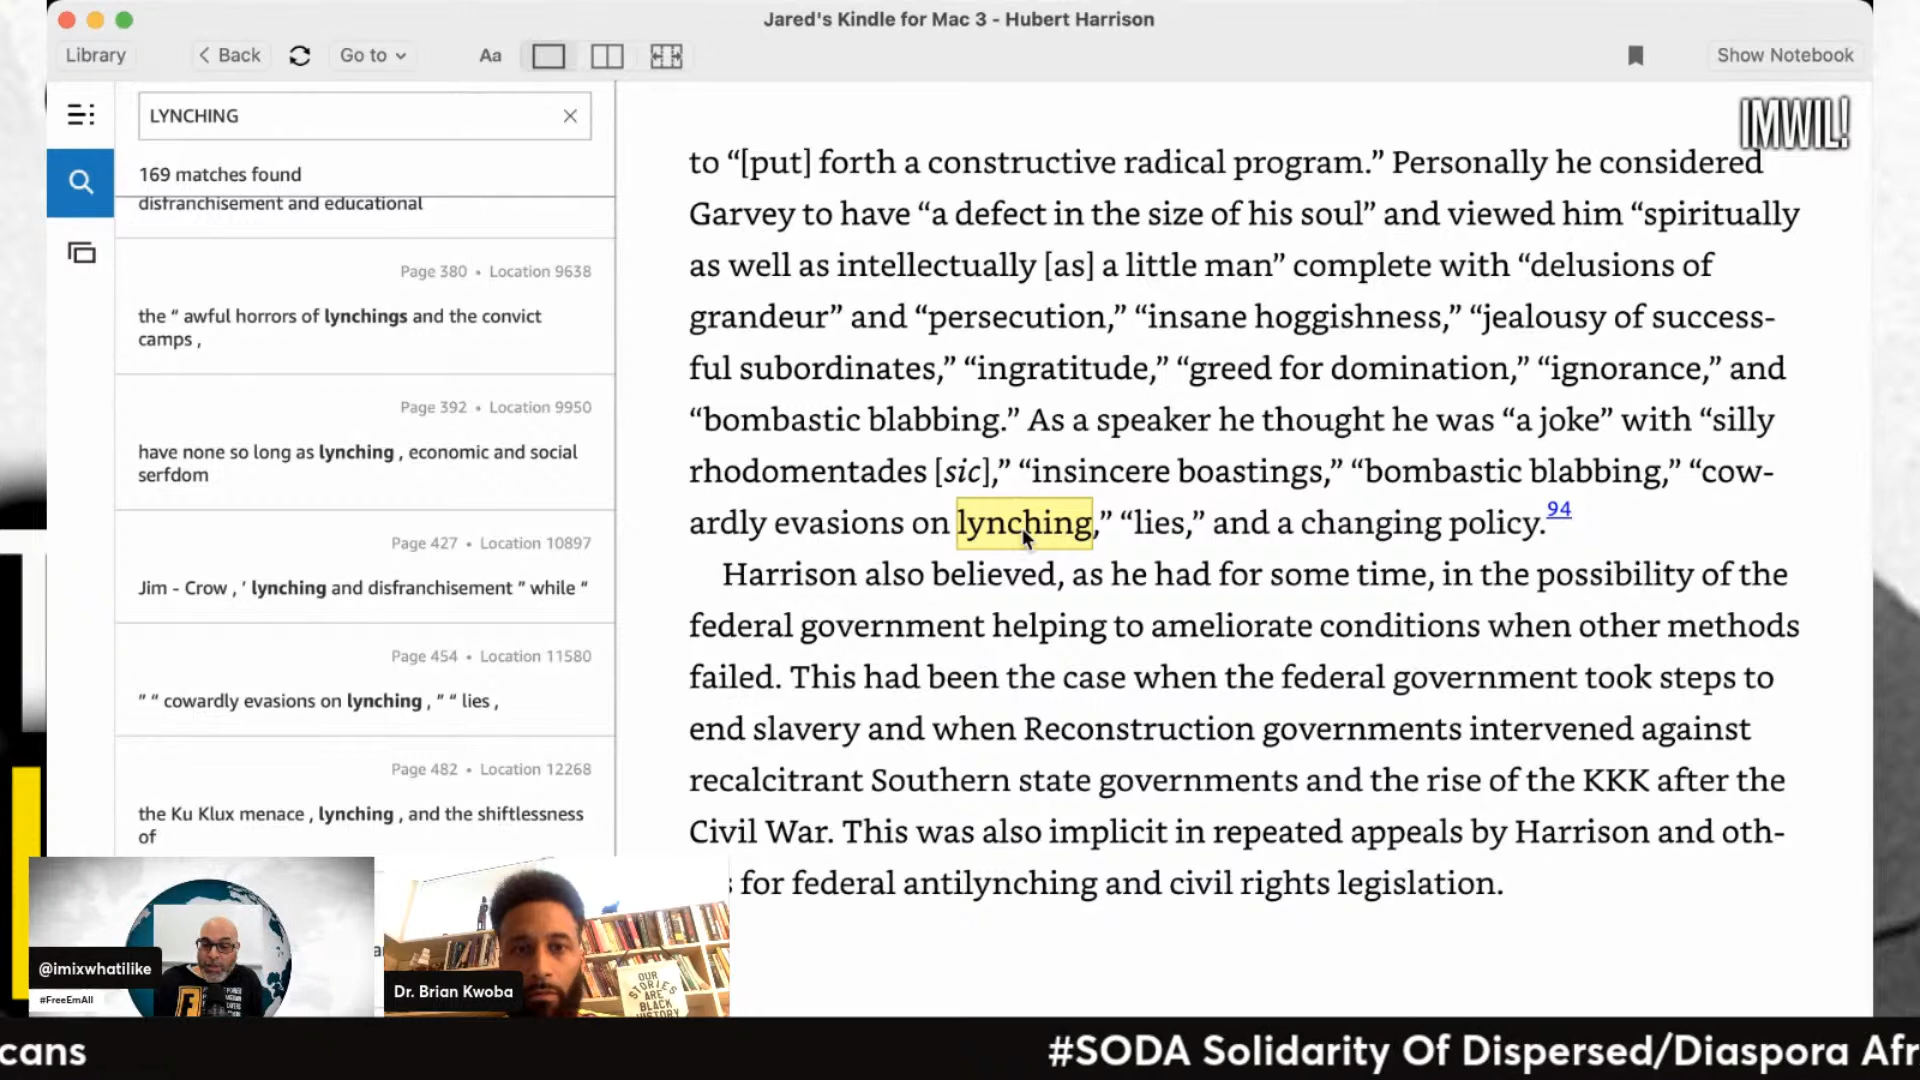 Jared's Kindle for Mac 3 - Hubert Harrison
Library
Back
Go to
Aa
Show Notebook
LYNCHING
169 matches found
disfranchisement and educational
Page 380 • Location 9638
the “ awful horrors of lynchings and the convict
camps ,
Page 392 • Location 9950
have none so long as lynching , economic and social
serfdom
Page 427 • Location 10897
Jim - Crow , ’ lynching and disfranchisement ” while “
Page 454 • Location 11580
” “ cowardly evasions on lynching , ” “ lies ,
Page 482 • Location 12268
the Ku Klux menace , lynching , and the shiftlessness
of
IMWIL!
to “[put] forth a constructive radical program.” Personally he considered
Garvey to have “a defect in the size of his soul” and viewed him “spiritually
as well as intellectually [as] a little man” complete with “delusions of
grandeur” and “persecution,” “insane hoggishness,” “jealousy of success-
ful subordinates,” “ingratitude,” “greed for domination,” “ignorance,” and
“bombastic blabbing.” As a speaker he thought he was “a joke” with “silly
rhodomentades [sic],” “insincere boastings,” “bombastic blabbing,” “cow-
ardly evasions on lynching,” “lies,” and a changing policy.94
Harrison also believed, as he had for some time, in the possibility of the
federal government helping to ameliorate conditions when other methods
failed. This had been the case when the federal government took steps to
end slavery and when Reconstruction governments intervened against
recalcitrant Southern state governments and the rise of the KKK after the
Civil War. This was also implicit in repeated appeals by Harrison and oth-
for federal antilynching and civil rights legislation.
@imixwhatilike
#FreeEmAll
Dr. Brian Kwoba
OUR
STORIES
ARE
BLACK
HISTORY
cans
#SODA Solidarity Of Dispersed/Diaspora Afr